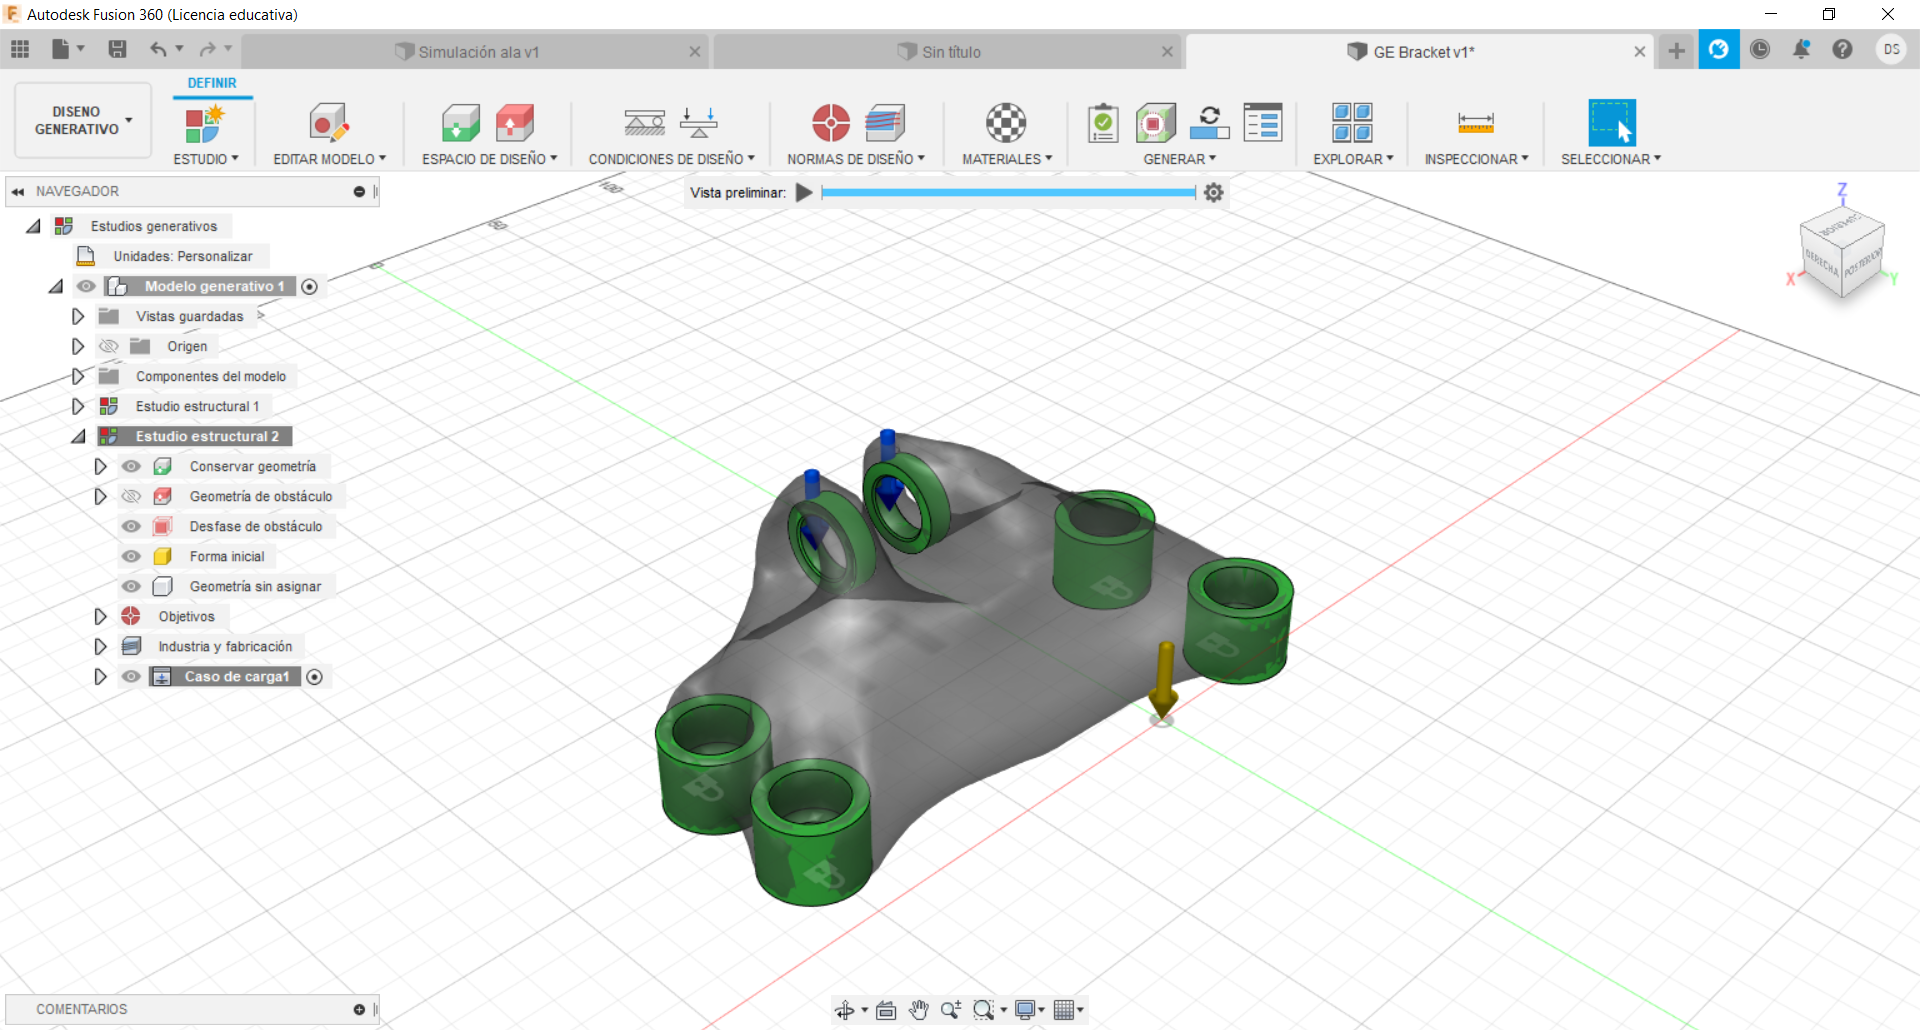 Autodesk Fusion 360 (Licencia educativa)
Simulación ala v1
Sin título
GE Bracket v1*
DS
DISENO
GENERATIVO
DEFINIR
ESTUDIO
EDITAR MODELO
ESPACIO DE DISEÑO
CONDICIONES DE DISEÑO
NORMAS DE DISEÑO
MATERIALES
GENERAR
EXPLORAR
INSPECCIONAR
SELECCIONAR
NAVEGADOR
Vista preliminar:
Estudios generativos
Unidades: Personalizar
Modelo generativo 1
Vistas guardadas
Origen
Componentes del modelo
Estudio estructural 1
Estudio estructural 2
Conservar geometría
Geometría de obstáculo
Desfase de obstáculo
Forma inicial
Geometría sin asignar
Objetivos
Industria y fabricación
Caso de carga1
100
50
Z
SUPERIOR
DERECHA
POSTERIOR
X
Y
COMENTARIOS